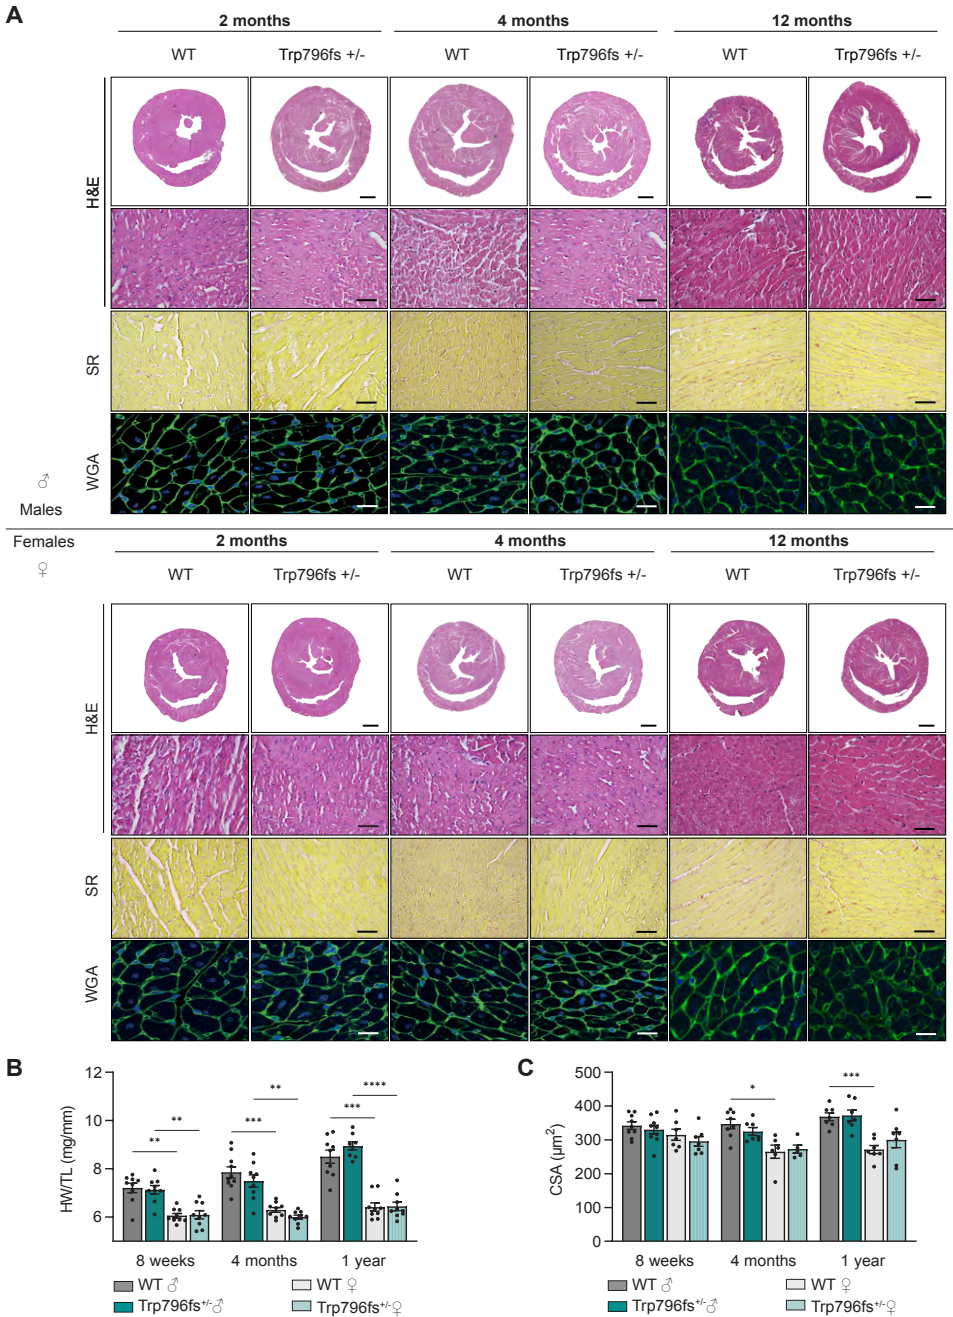 A
2 months 4 months 12 months
WT Trp796fs +/- WT Trp796fs +/- WT Trp796fs +/-
H&E
SR
WGA
♂
Males
Females
♀
2 months 4 months 12 months
WT Trp796fs +/- WT Trp796fs +/- WT Trp796fs +/-
H&E
SR
WGA
B
HW/TL (mg/mm)
12
10
8
6
** ** *** ** *** ****
8 weeks 4 months 1 year
WT ♂ WT ♀
Trp796fs+/-♂ Trp796fs+/-♀
C
CSA (µm2)
500
400
300
200
100
0
* ***
8 weeks 4 months 1 year
WT ♂ WT ♀
Trp796fs+/-♂ Trp796fs+/-♀